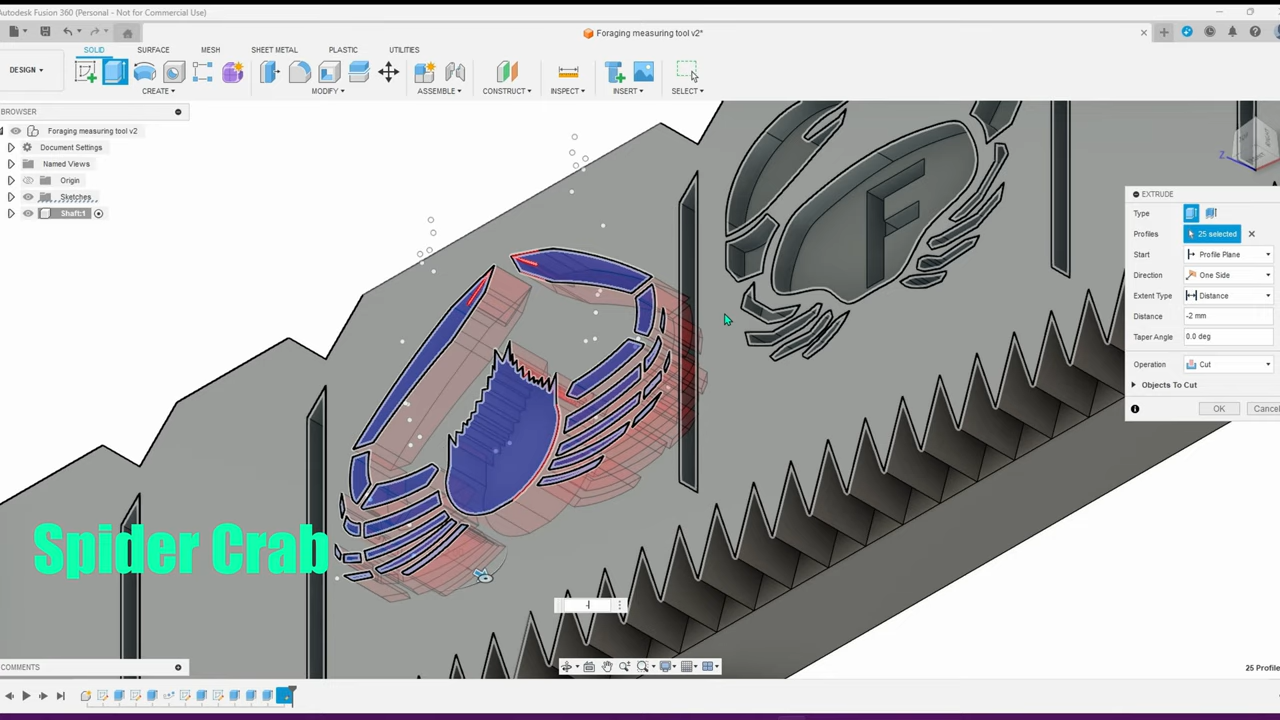 Autodesk Fusion 360 (Personal - Not for Commercial Use)
Foraging measuring tool v2*
SOLID SURFACE MESH SHEET METAL PLASTIC UTILITIES
DESIGN
CREATE MODIFY ASSEMBLE CONSTRUCT INSPECT INSERT SELECT
BROWSER
Foraging measuring tool v2
Document Settings
Named Views
Origin
Sketches
Shaft:1
Z
F
EXTRUDE
Type
Profiles 25 selected
Start Profile Plane
Direction One Side
Extent Type Distance
Distance -2 mm
Taper Angle 0.0 deg
Operation Cut
Objects To Cut
OK Cancel
Spider Crab
COMMENTS
25 Profile